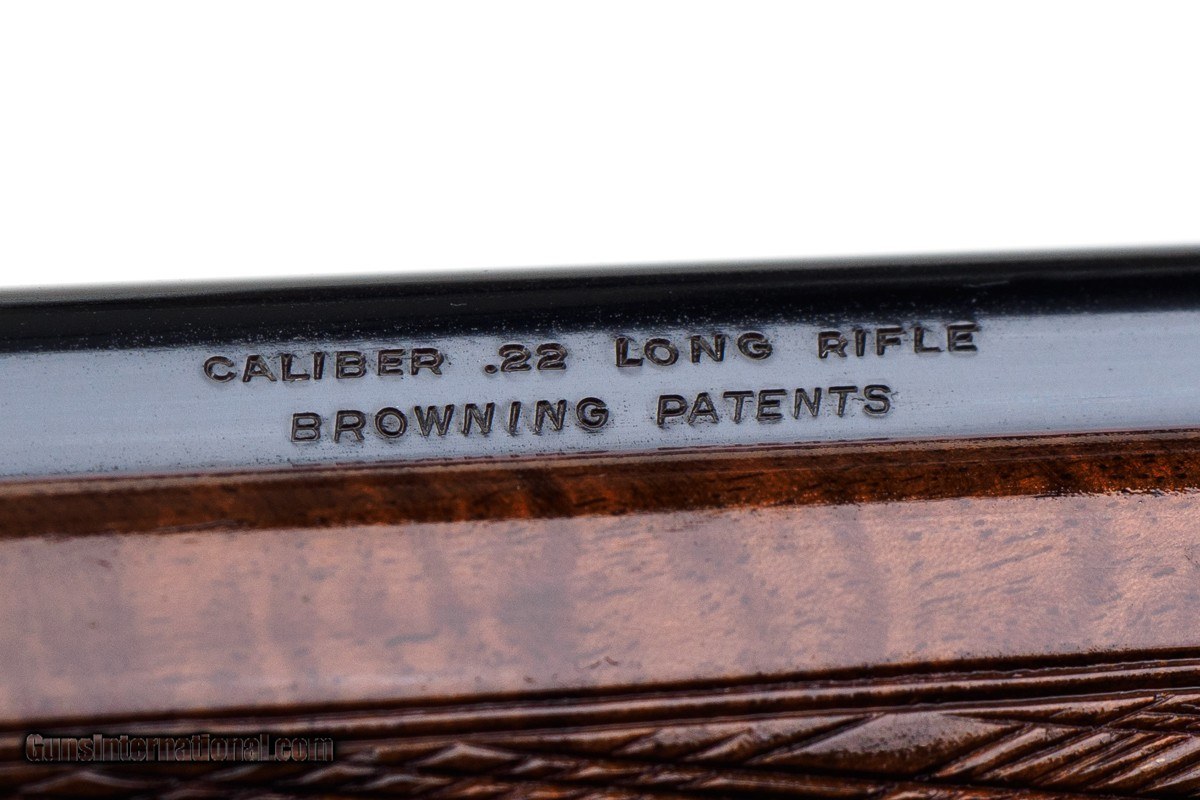 CALIBER .22 LONG RIFLE
BROWNING PATENTS
GunsInternational.com